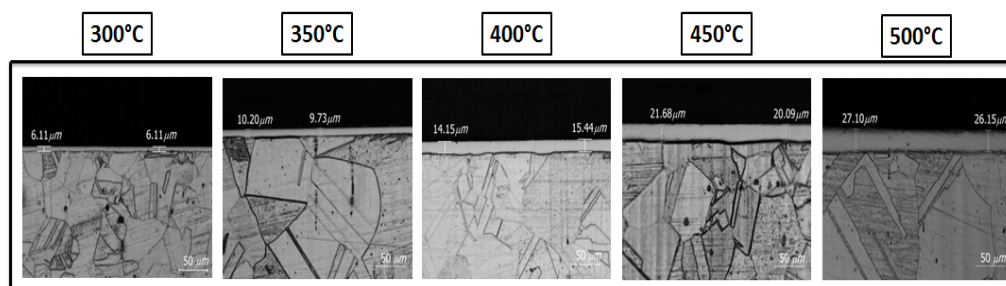 300°C
350°C
400°C
450°C
500°C
6.11µm
6.11µm
50 µm
10.20µm
9.73µm
50 µm
14.15µm
15.44µm
50 µm
21.68µm
20.09µm
50 µm
27.10µm
26.15µm
50 µm